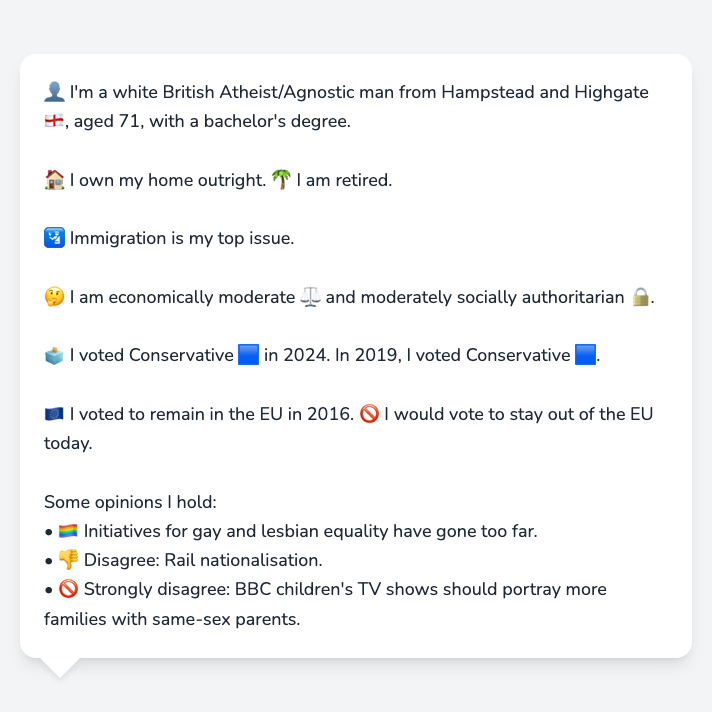 👤 I'm a white British Atheist/Agnostic man from Hampstead and Highgate
🏴󠁧󠁢󠁥󠁮󠁧󠁿, aged 71, with a bachelor's degree.
🏠 I own my home outright. 🌴 I am retired.
🛂 Immigration is my top issue.
🤔 I am economically moderate ⚖️ and moderately socially authoritarian 🔒.
🗳️ I voted Conservative 🟦 in 2024. In 2019, I voted Conservative 🟦.
🇪🇺 I voted to remain in the EU in 2016. 🚫 I would vote to stay out of the EU
today.
Some opinions I hold:
• 🏳️‍🌈 Initiatives for gay and lesbian equality have gone too far.
• 👎 Disagree: Rail nationalisation.
• 🚫 Strongly disagree: BBC children's TV shows should portray more
families with same-sex parents.